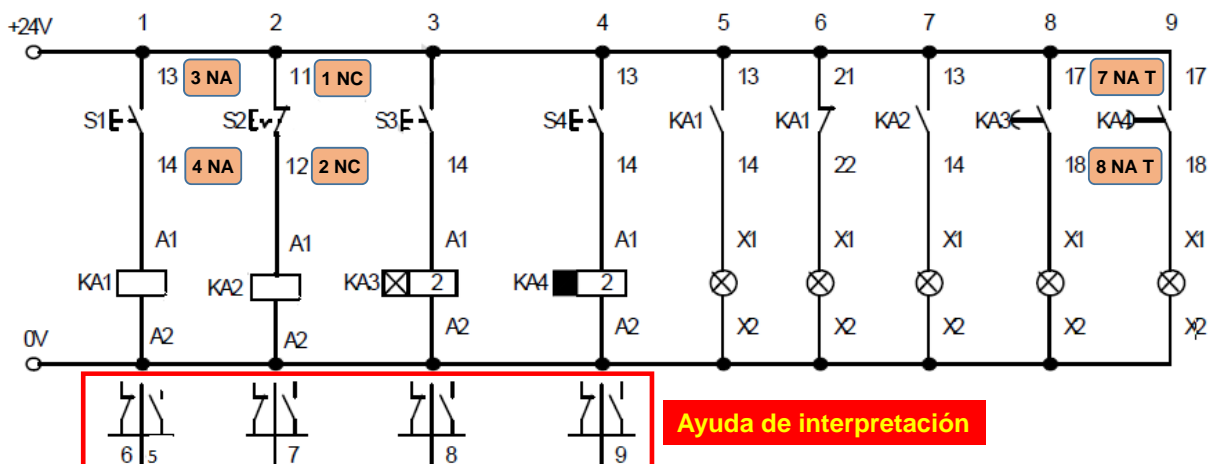 1 2 3 4 5 6 7 8 9
+24V
13 3 NA 11 1 NC 13 13 21 13 17 7 NA T 17
S1 S2 S3 S4 KA1 KA1 KA2 KA3 KA4
14 4 NA 12 2 NC 14 14 14 22 14 18 8 NA T 18
A1 A1 A1 A1 X1 X1 X1 X1 X1
KA1 KA2 KA3 2 KA4 2
A2 A2 A2 A2 X2 X2 X2 X2 X2
0V
Ayuda de interpretación
6 5 7 8 9